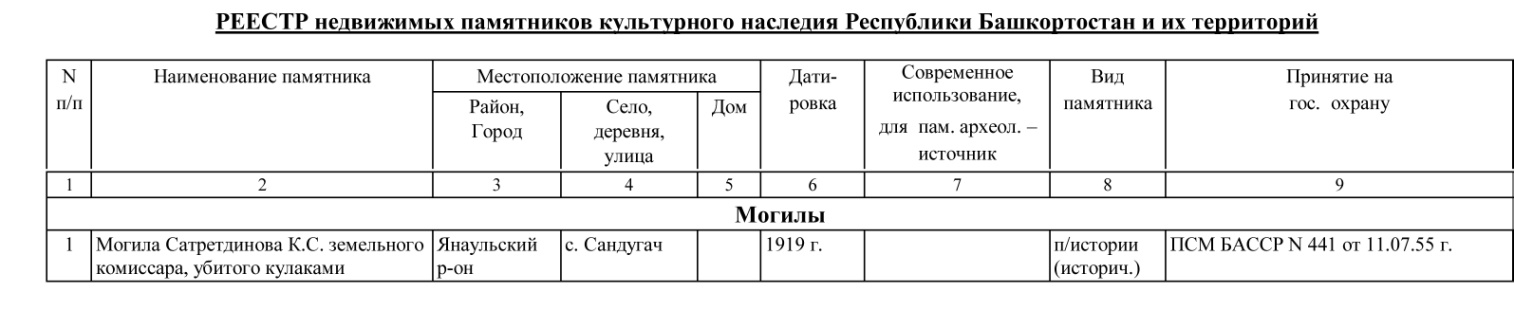 РЕЕСТР недвижимых памятников культурного наследия Республики Башкортостан и их территорий
N п/п
Наименование памятника
Местоположение памятника
Район, Город
Село, деревня, улица
Дом
Дати-ровка
Современное использование, для пам. археол. – источник
Вид памятника
Принятие на гос. охрану
1 2 3 4 5 6 7 8 9
Могилы
1 Могила Сатретдинова К.С. земельного Янаульский с. Сандугач 1919 г. п/истории ПСМ БАССР N 441 от 11.07.55 г.
комиссара, убитого кулаками р-он (историч.)